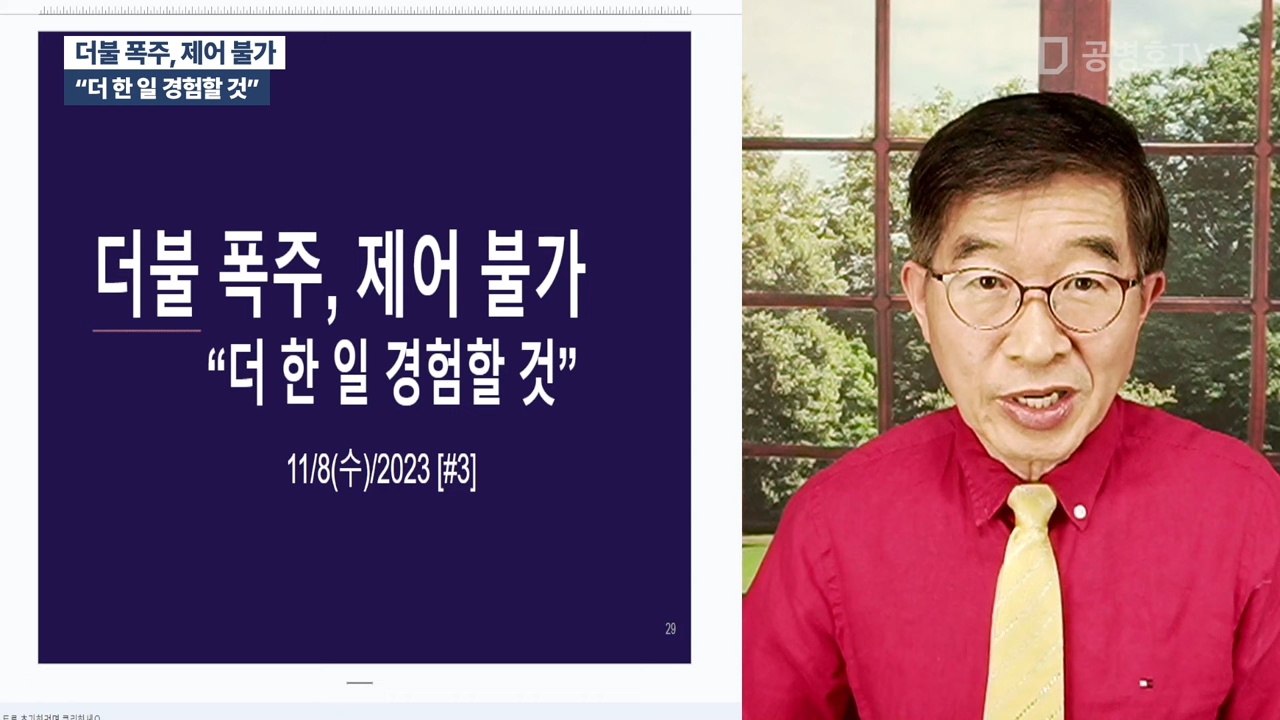 더불 폭주, 제어 불가
“더 한 일 경험할 것”
공병호TV
더불 폭주, 제어 불가
“더 한 일 경험할 것”
11/8(수)/2023 [#3]
29